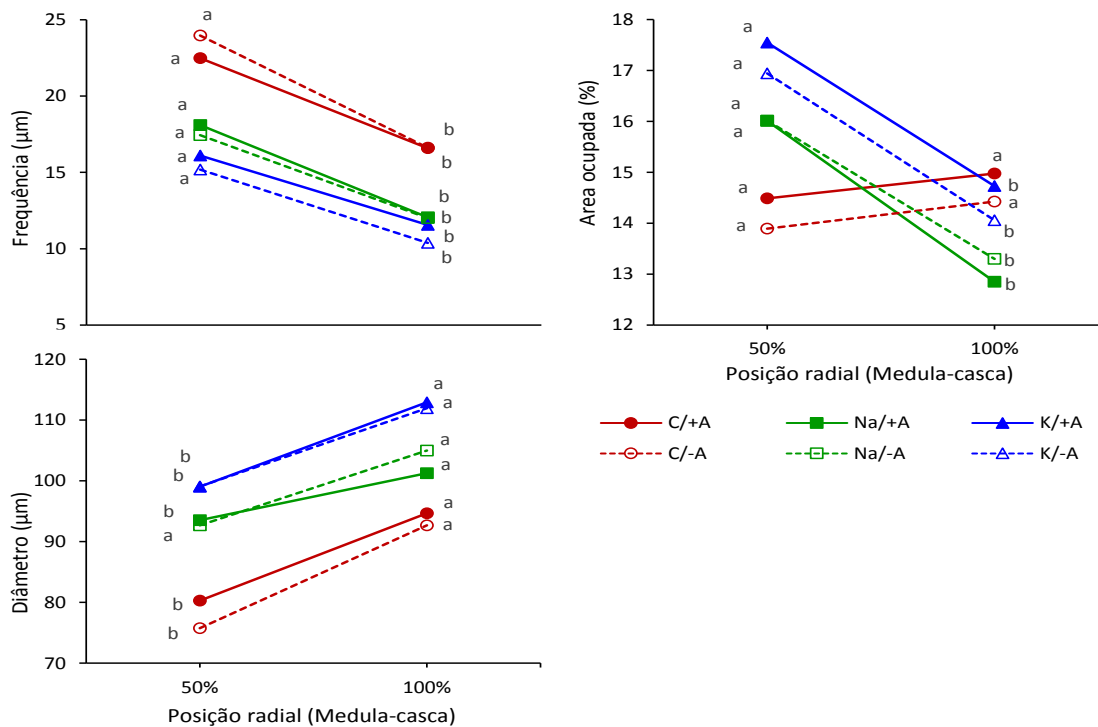 Frequência (µm)
25
20
15
10
5
a
a
a
a
a
a
b
b
b
b
b
b
Area ocupada (%)
18
17
16
15
14
13
12
a
a
a
a
a
a
a
b
a
b
b
b
50%
100%
Posição radial (Medula-casca)
Diâmetro (µm)
120
110
100
90
80
70
b
b
b
a
b
b
a
a
a
a
a
a
50%
100%
Posição radial (Medula-casca)
C/+A
Na/+A
K/+A
C/-A
Na/-A
K/-A